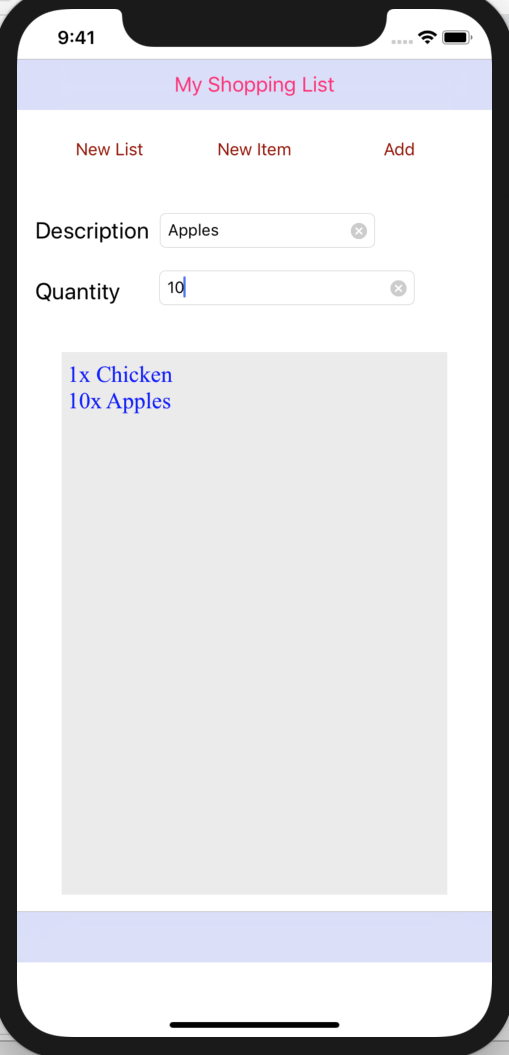 9:41
My Shopping List
New List New Item Add
Description Apples
Quantity 10
1x Chicken
10x Apples